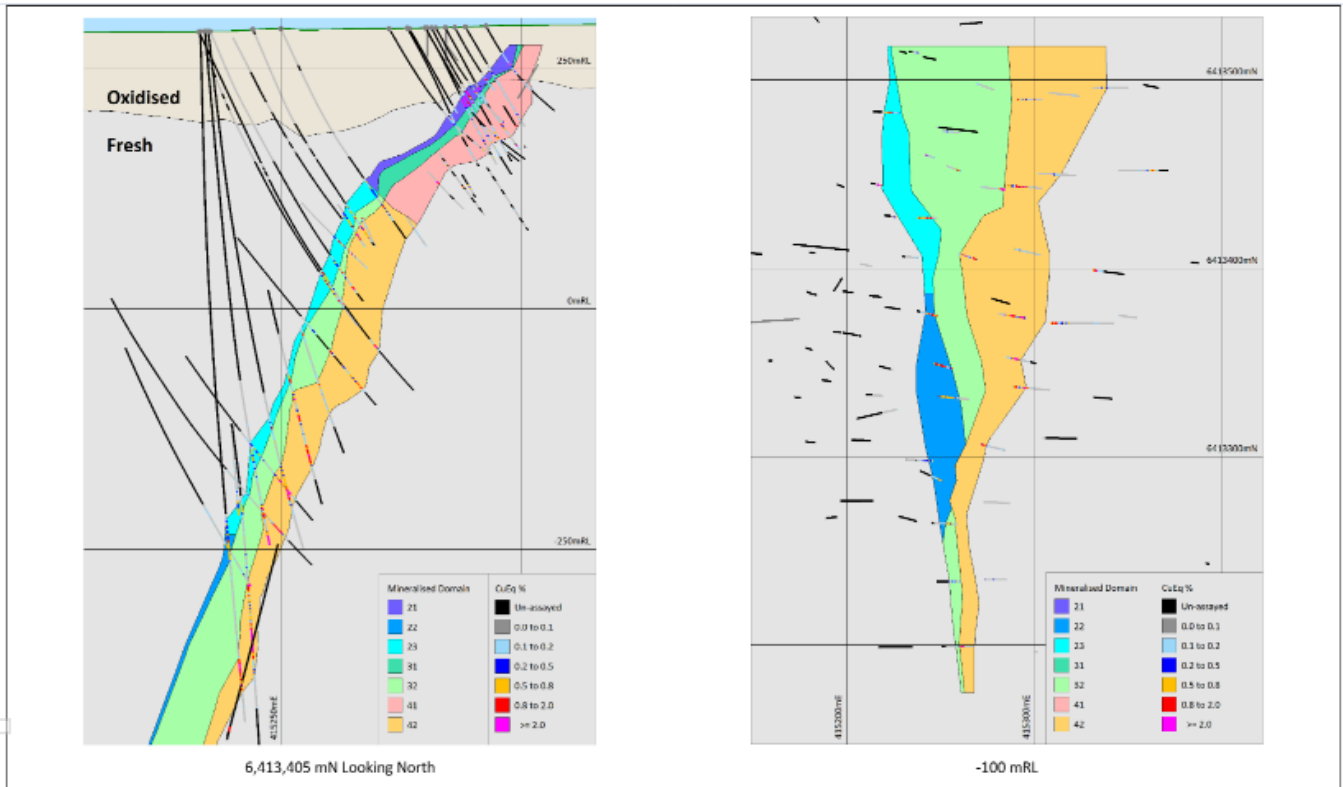 250mRL
Oxidised
Fresh
0mRL
-250mRL
415250mE
Mineralised Domain
21
22
23
31
32
41
42
CuEq %
Un-assayed
0.0 to 0.1
0.1 to 0.2
0.2 to 0.5
0.5 to 0.8
0.8 to 2.0
>= 2.0
6,413,405 mN Looking North
6413500mN
6413400mN
6413300mN
415200mE
415300mE
Mineralised Domain
21
22
23
31
32
41
42
CuEq %
Un-assayed
0.0 to 0.1
0.1 to 0.2
0.2 to 0.5
0.5 to 0.8
0.8 to 2.0
>= 2.0
-100 mRL